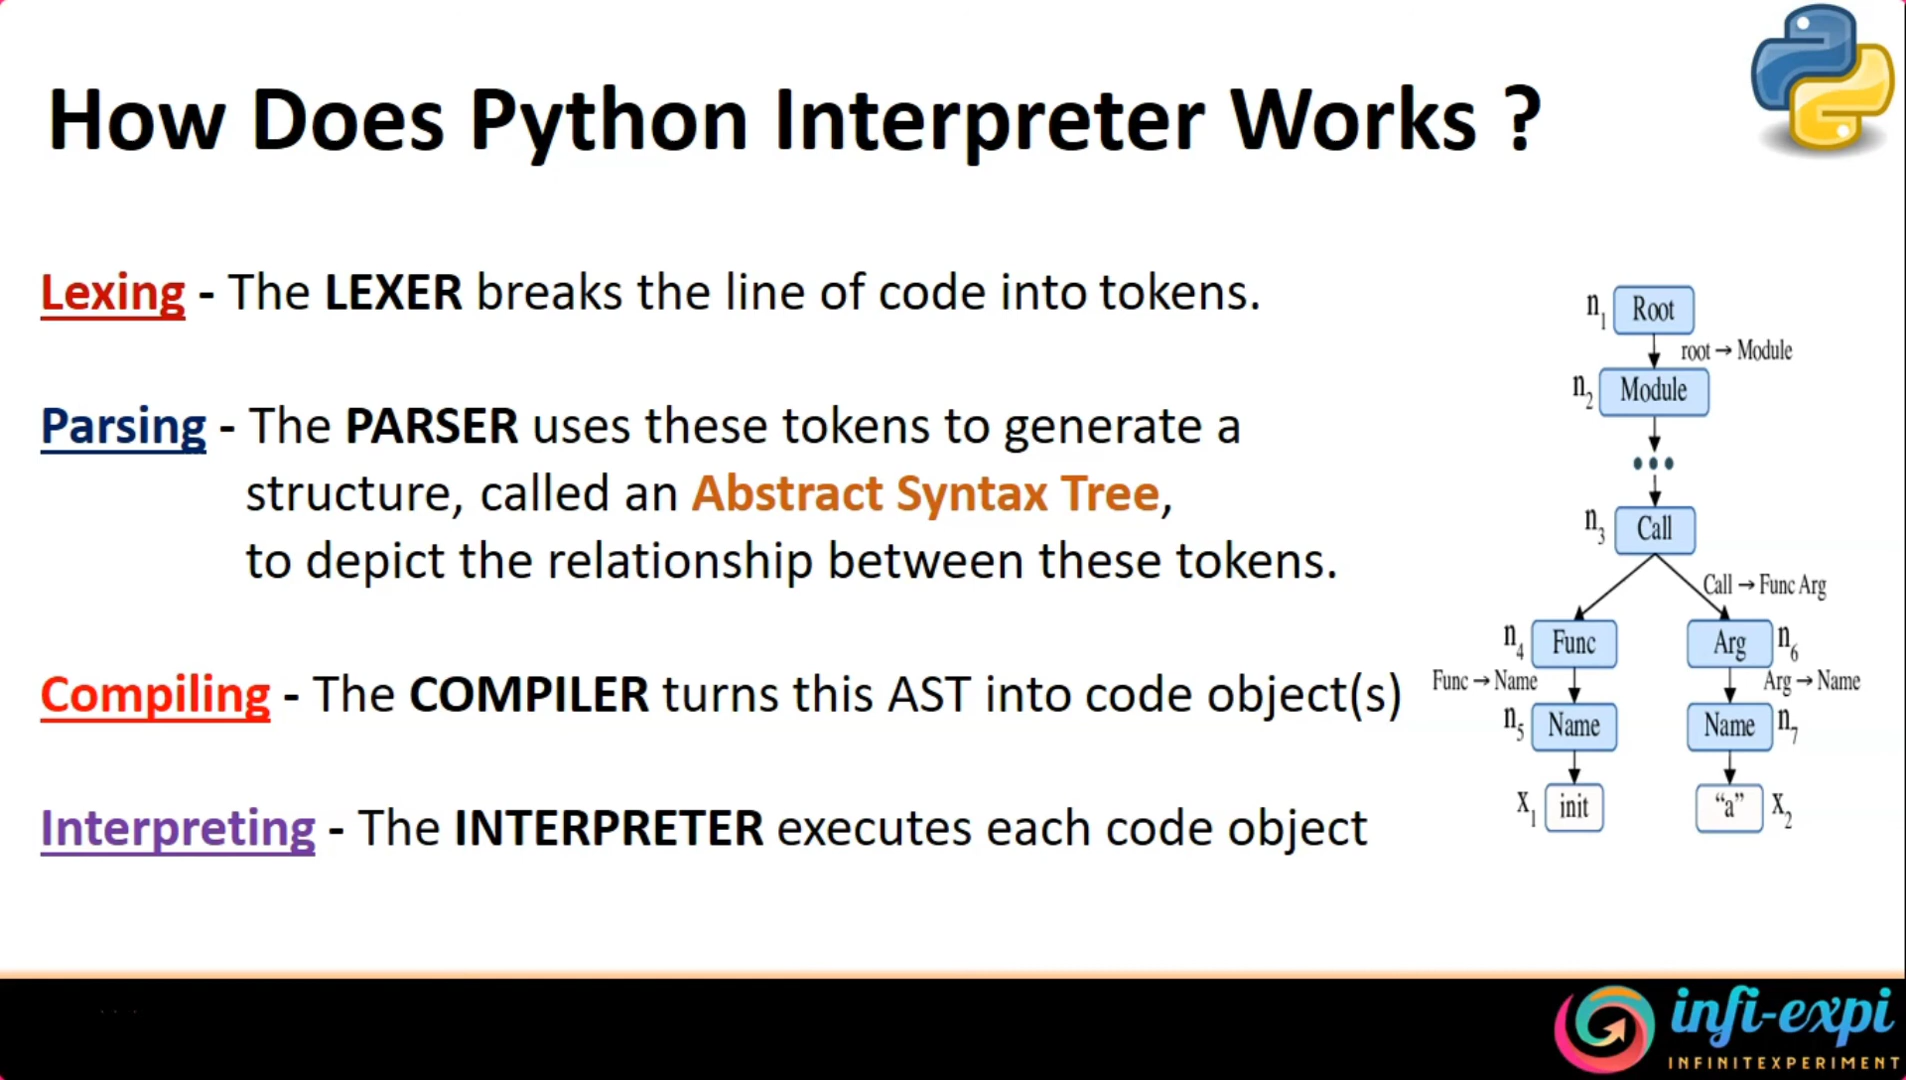 How Does Python Interpreter Works ?
Lexing - The LEXER breaks the line of code into tokens.
Parsing - The PARSER uses these tokens to generate a
structure, called an Abstract Syntax Tree,
to depict the relationship between these tokens.
Compiling - The COMPILER turns this AST into code object(s)
Interpreting - The INTERPRETER executes each code object
n1 Root
root → Module
n2 Module
n3 Call
Call → Func Arg
n4 Func
Arg n6
Func → Name
Arg → Name
n5 Name
Name n7
x1 init
“a” x2
infi-expi
INFINITEXPERIMENT